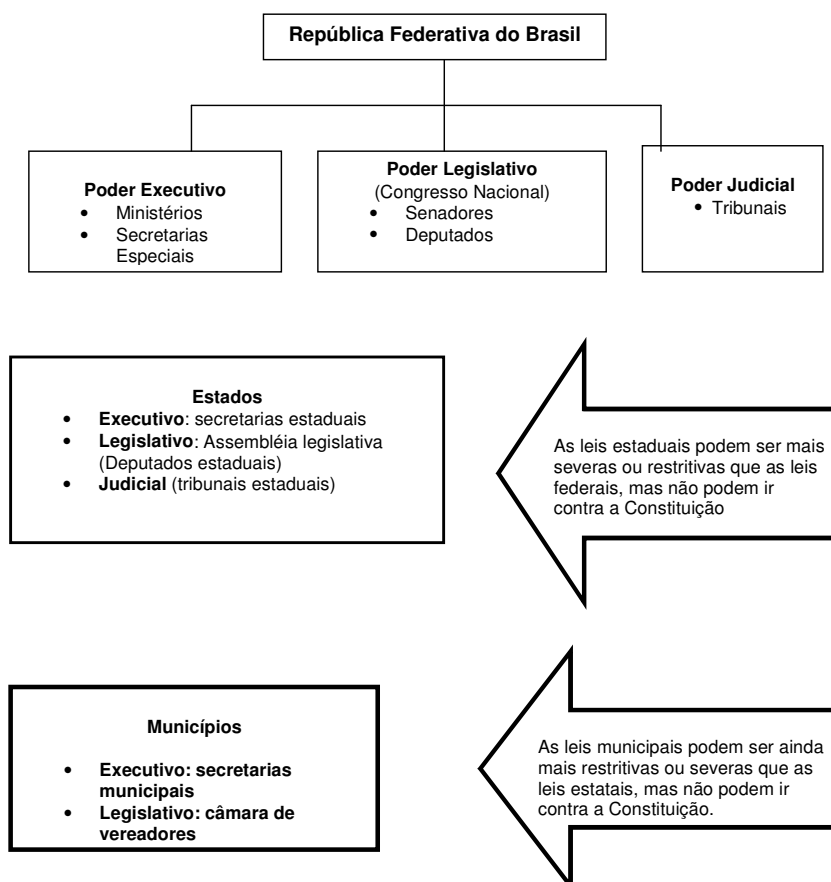 República Federativa do Brasil
Poder Executivo
• Ministérios
• Secretarias
Especiais
Poder Legislativo
(Congresso Nacional)
• Senadores
• Deputados
Poder Judicial
• Tribunais
Estados
• Executivo: secretarias estaduais
• Legislativo: Assembléia legislativa
(Deputados estaduais)
• Judicial (tribunais estaduais)
As leis estaduais podem ser mais
severas ou restritivas que as leis
federais, mas não podem ir
contra a Constituição
Municípios
• Executivo: secretarias
municipais
• Legislativo: câmara de
vereadores
As leis municipais podem ser ainda
mais restritivas ou severas que as
leis estatais, mas não podem ir
contra a Constituição.